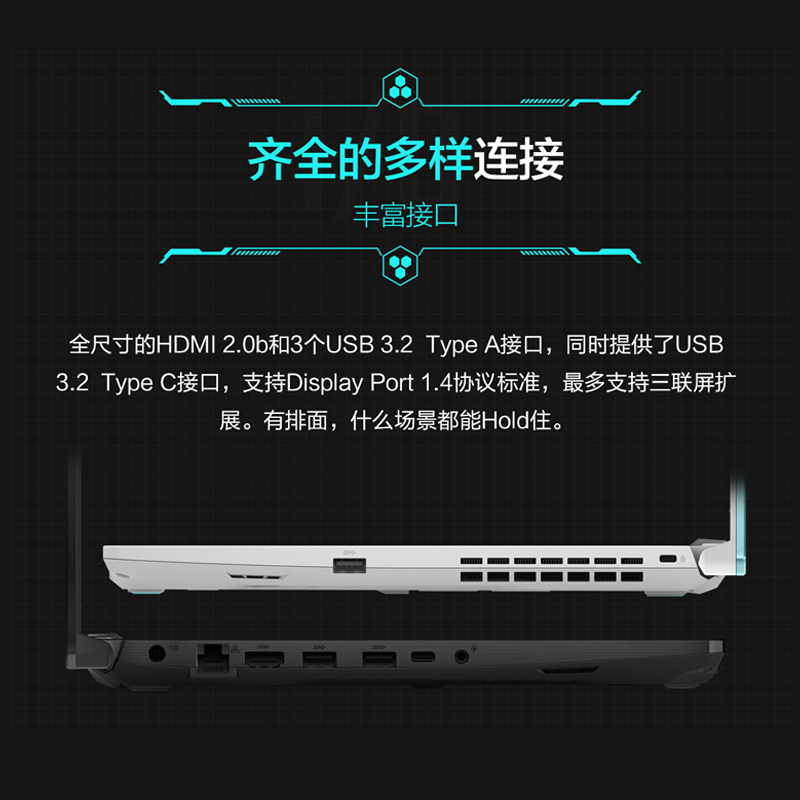 齐全的多样连接
丰富接口
全尺寸的HDMI 2.0b和3个USB 3.2 Type A接口，同时提供了USB
3.2 Type C接口，支持Display Port 1.4协议标准，最多支持三联屏扩
展。有排面，什么场景都能Hold住。